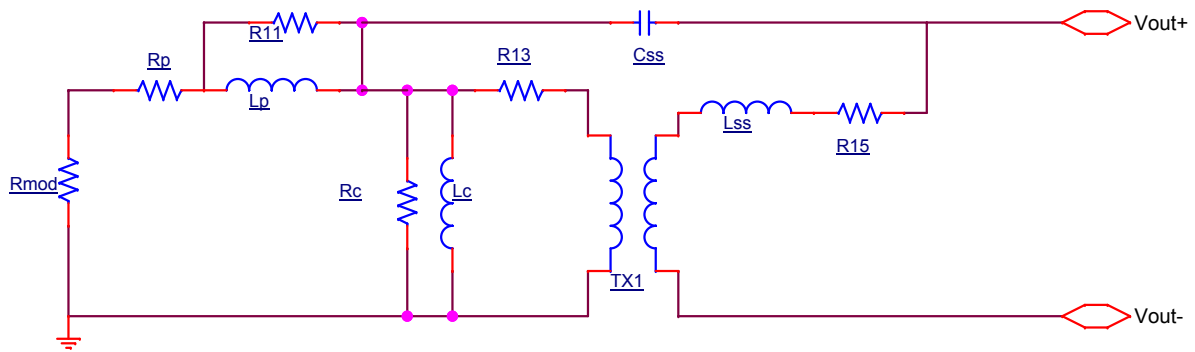 Vout+
R11
Css
Rp
R13
Lp
Lss
R15
Rmod
Rc
Lc
TX1
Vout-